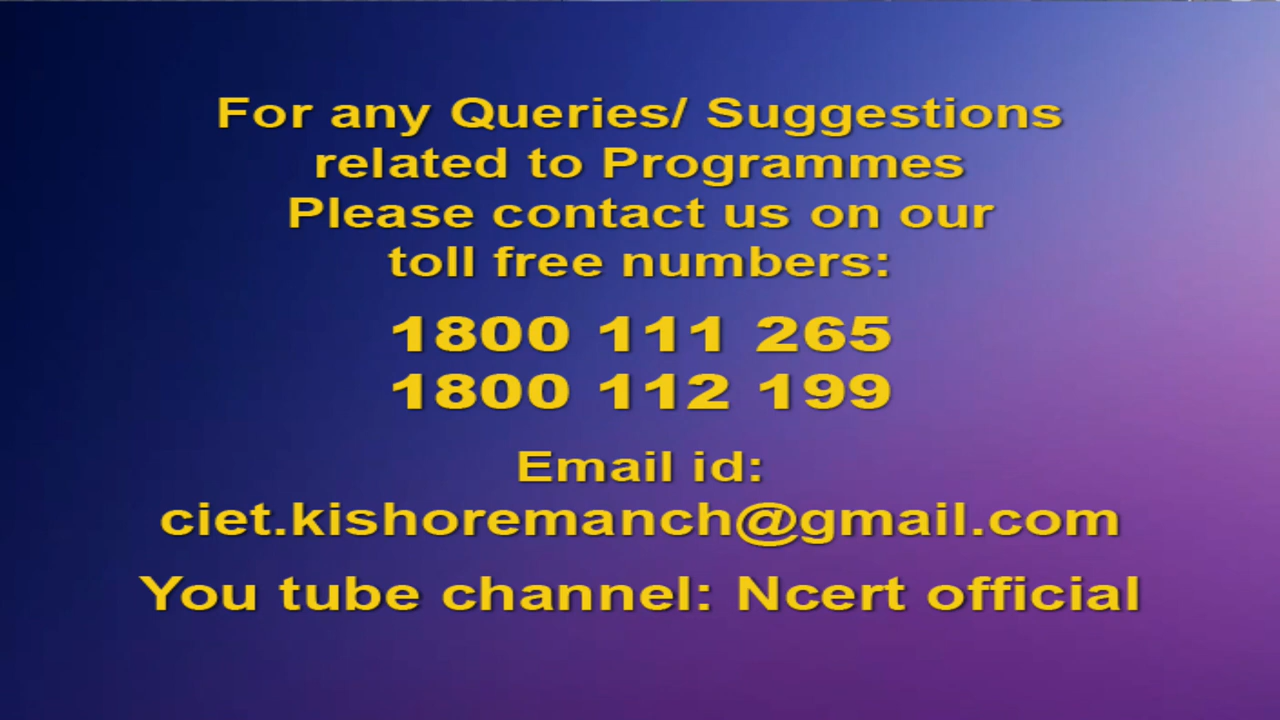 For any Queries/ Suggestions
related to Programmes
Please contact us on our
toll free numbers:
1800 111 265
1800 112 199
Email id:
ciet.kishoremanch@gmail.com
You tube channel: Ncert official